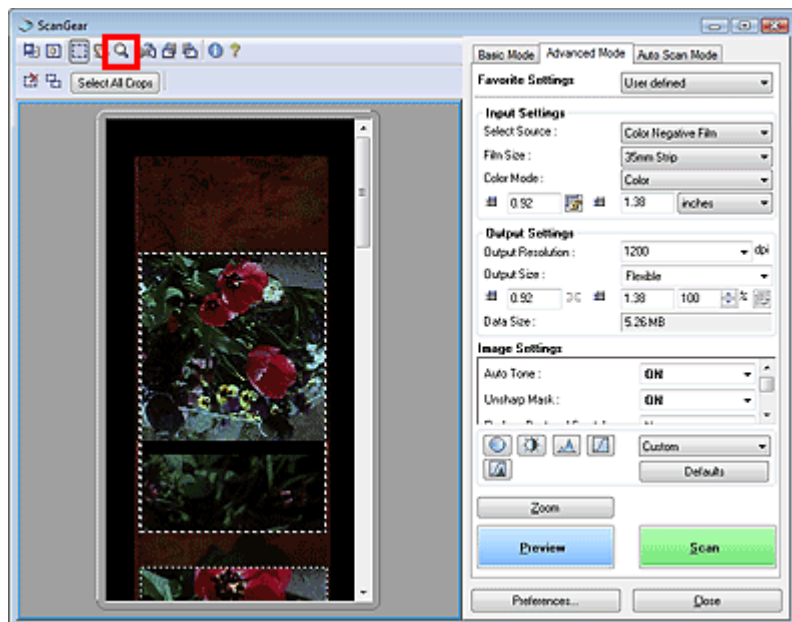 ScanGear
Select All Crops
Basic Mode
Advanced Mode
Auto Scan Mode
Favorite Settings
User defined
Input Settings
Select Source :
Color Negative Film
Film Size :
35mm Strip
Color Mode :
Color
0.92
1.38
inches
Output Settings
Output Resolution :
1200
dpi
Output Size :
Flexible
0.92
1.38
100
%
Data Size :
5.26 MB
Image Settings
Auto Tone :
ON
Unsharp Mask :
ON
Custom
Defaults
Zoom
Preview
Scan
Preferences...
Close